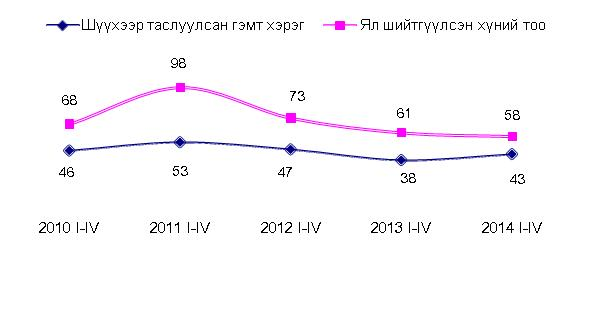 Шүүхээр таслуулсан гэмт хэрэг Ял шийтгүүлсэн хүний тоо
98
68 73 61 58
46 53 47 38 43
2010 I-IV 2011 I-IV 2012 I-IV 2013 I-IV 2014 I-IV